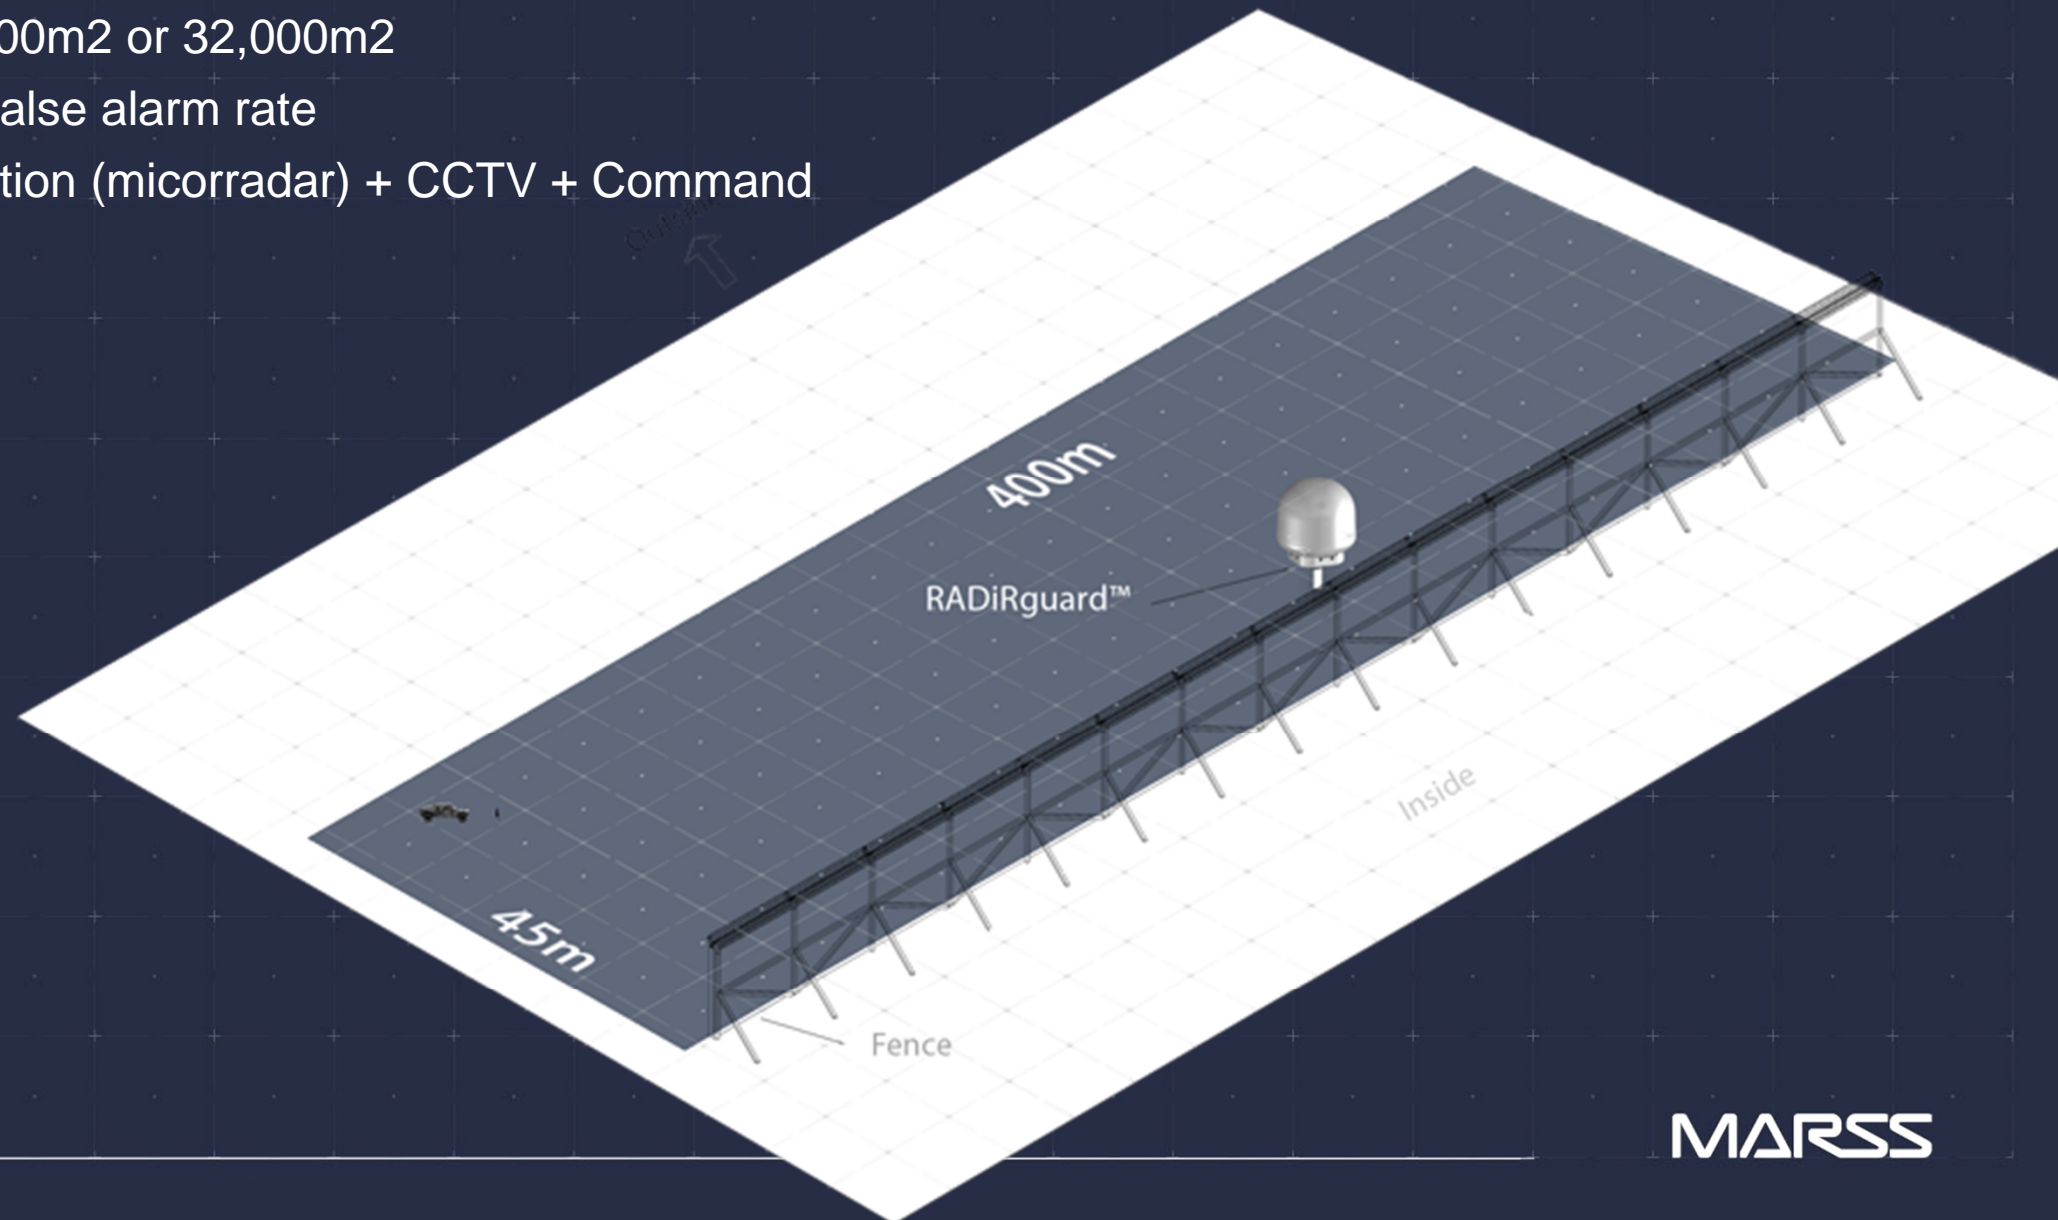 00m2 or 32,000m2
alse alarm rate
tion (micorradar) + CCTV + Command
400m
RADiRguard™
Inside
45m
Fence
MARSS